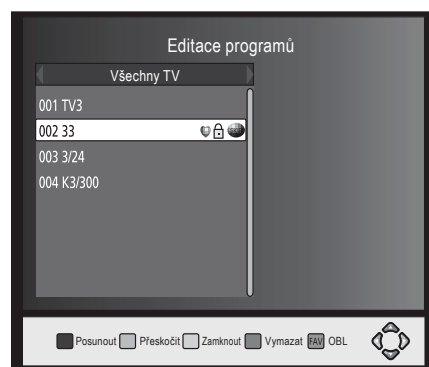 Editace programů
Všechny TV
001 TV3
002 33
003 3/24
004 K3/300
Posunout Přeskočit Zamknout Vymazat FAV OBL